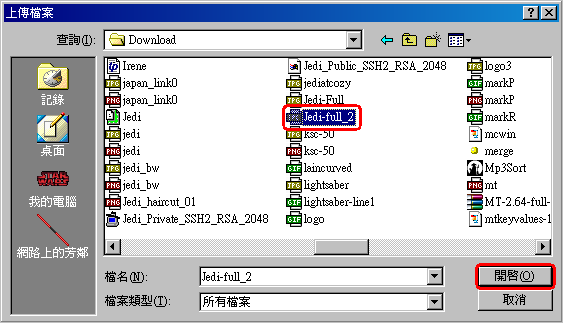 上傳檔案
查詢(I):
Download
記錄
桌面
我的電腦
網路上的芳鄰
Irene
japan_link0
japan_link0
Jedi
jedi
jedi
jedi_bw
jedi_bw
Jedi_haircut_01
Jedi_Private_SSH2_RSA_2048
Jedi_Public_SSH2_RSA_2048
jediatcozy
Jedi-Full
Jedi-full_2
ksc-50
ksc-50
laincurved
lightsaber
lightsaber-line1
logo
logo3
markP
markP
markR
mcwin
merge
Mp3Sort
mt
MT-2.64-full-
mtkeyvalues-1
檔名(N):
Jedi-full_2
開啓(O)
檔案類型(T):
所有檔案
取消